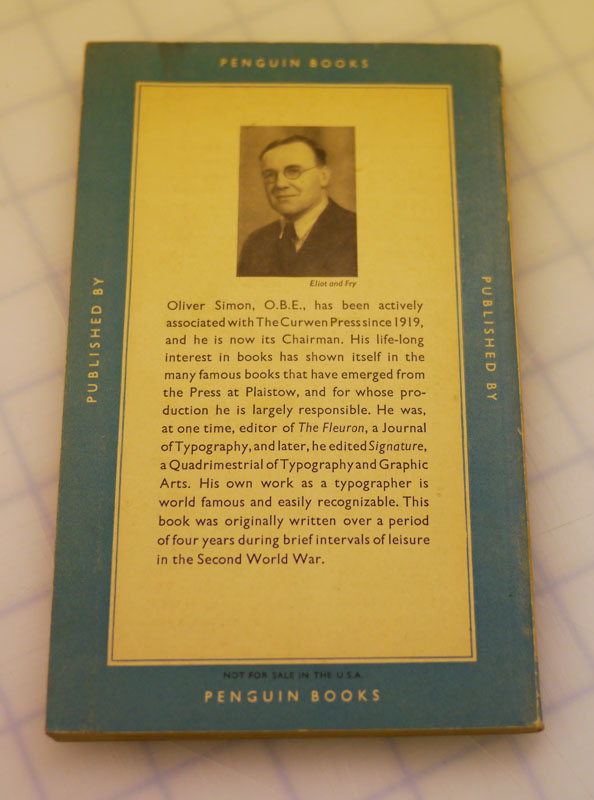 PENGUIN BOOKS
PUBLISHED BY
PUBLISHED BY
Eliot and Fry
Oliver Simon, O.B.E., has been actively
associated with The Curwen Press since 1919,
and he is now its Chairman. His life-long
interest in books has shown itself in the
many famous books that have emerged from
the Press at Plaistow, and for whose pro-
duction he is largely responsible. He was,
at one time, editor of The Fleuron, a Journal
of Typography, and later, he edited Signature,
a Quadrimestrial of Typography and Graphic
Arts. His own work as a typographer is
world famous and easily recognizable. This
book was originally written over a period
of four years during brief intervals of leisure
in the Second World War.
NOT FOR SALE IN THE U.S.A.
PENGUIN BOOKS